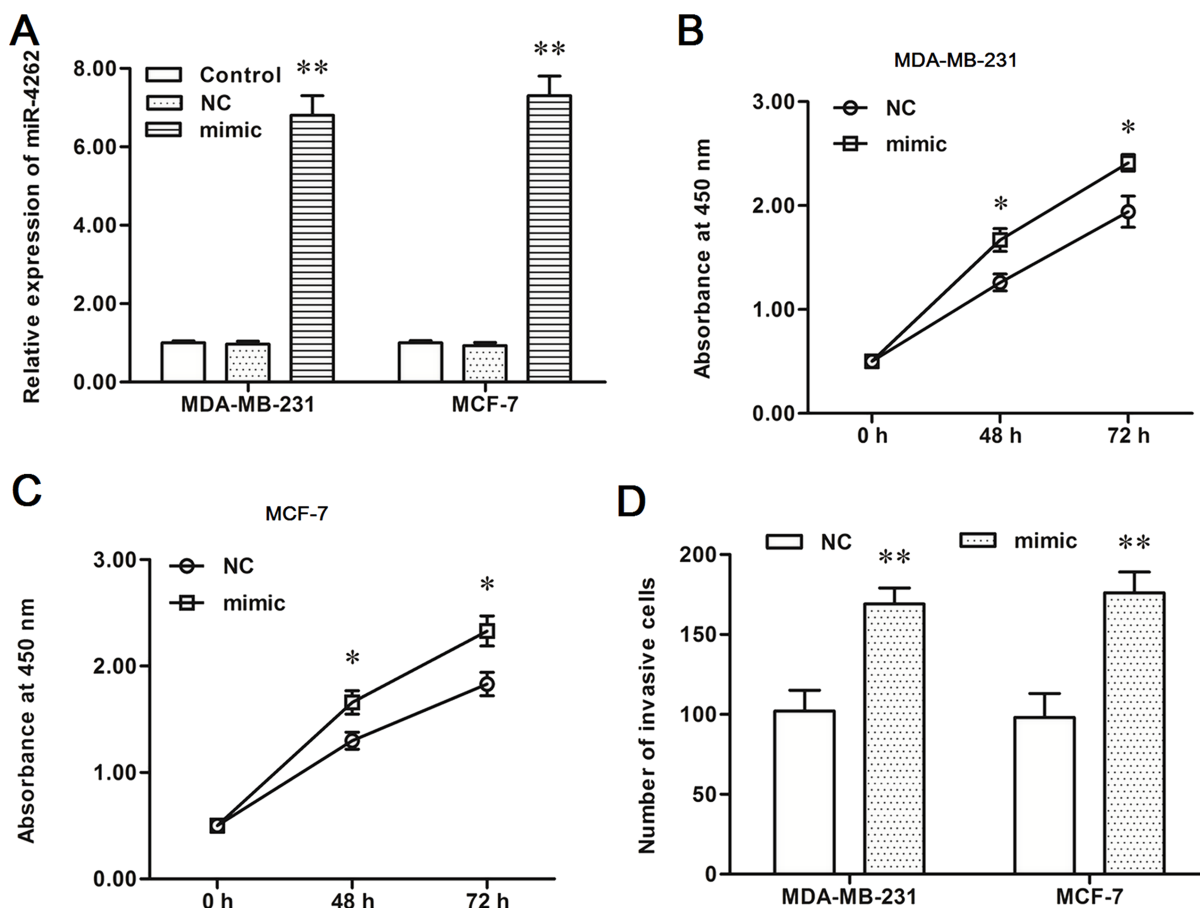 A
Relative expression of miR-4262
8.00
6.00
4.00
2.00
0.00
Control
NC
mimic
**
**
MDA-MB-231
MCF-7
B
MDA-MB-231
Absorbance at 450 nm
3.00
2.00
1.00
0.00
NC
mimic
*
*
0 h
48 h
72 h
C
MCF-7
Absorbance at 450 nm
3.00
2.00
1.00
0.00
NC
mimic
*
*
0 h
48 h
72 h
D
Number of invasive cells
200
150
100
50
0
NC
mimic
**
**
MDA-MB-231
MCF-7